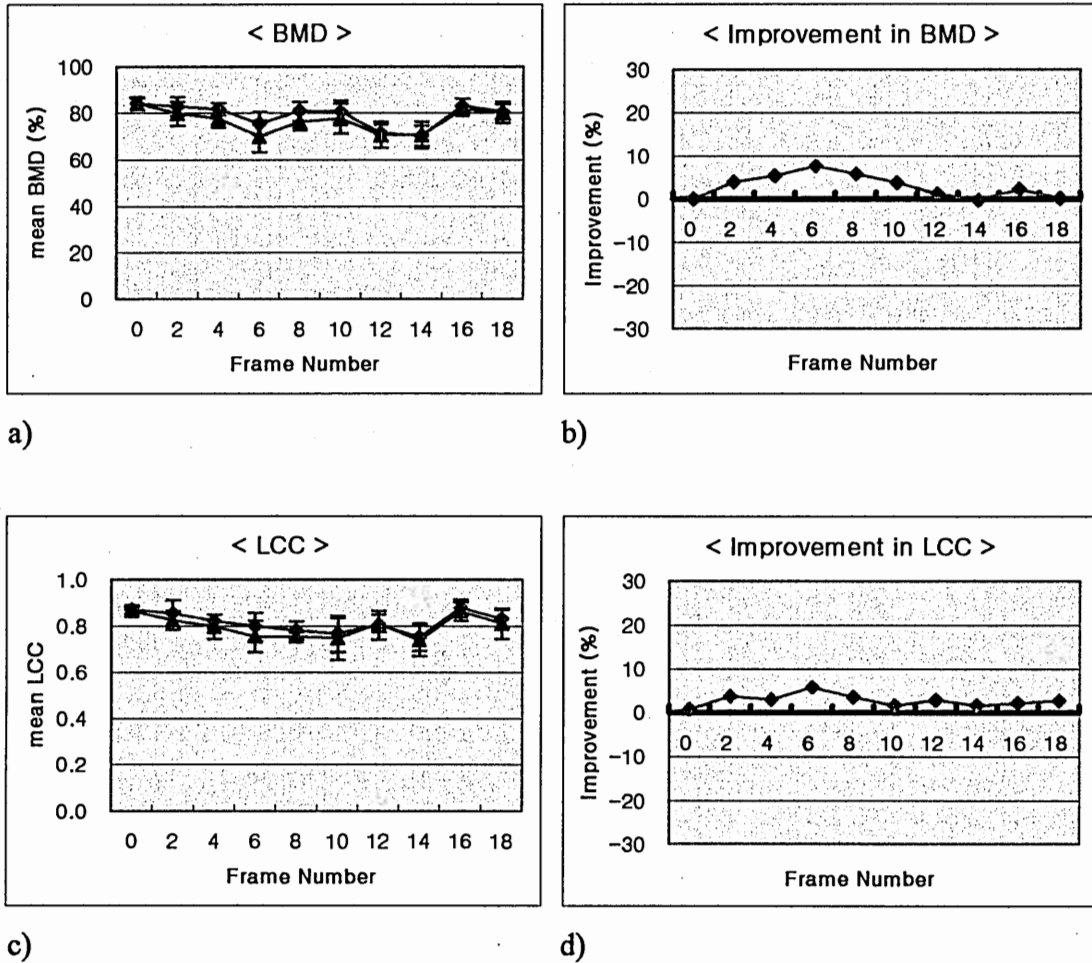 < BMD >
mean BMD (%)
100
80
60
40
20
0
0 2 4 6 8 10 12 14 16 18
Frame Number
a)
< Improvement in BMD >
Improvement (%)
30
20
10
0
−10
−20
−30
0 2 4 6 8 10 12 14 16 18
Frame Number
b)
< LCC >
mean LCC
1.0
0.8
0.6
0.4
0.2
0.0
0 2 4 6 8 10 12 14 16 18
Frame Number
c)
< Improvement in LCC >
Improvement (%)
30
20
10
0
−10
−20
−30
0 2 4 6 8 10 12 14 16 18
Frame Number
d)